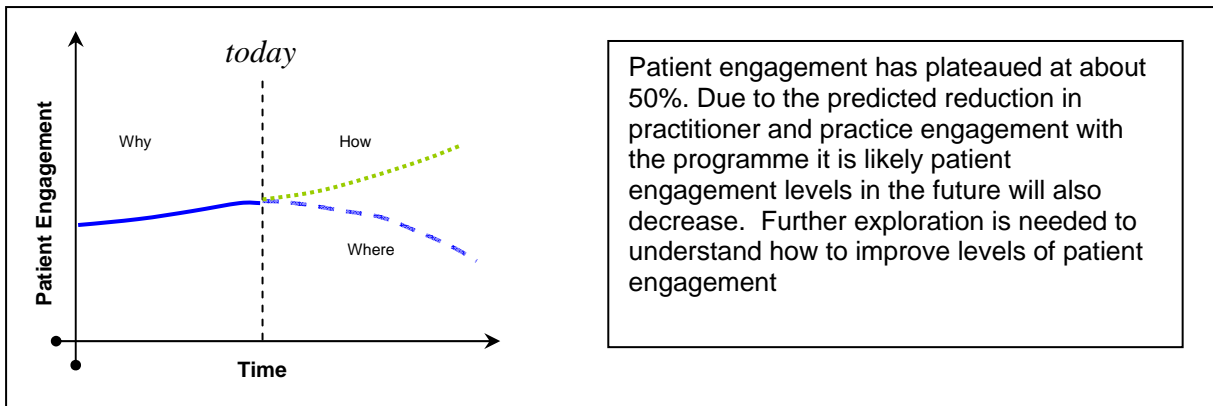 today
Why
How
Where
Patient Engagement
Time
Patient engagement has plateaued at about
50%. Due to the predicted reduction in
practitioner and practice engagement with
the programme it is likely patient
engagement levels in the future will also
decrease.  Further exploration is needed to
understand how to improve levels of patient
engagement